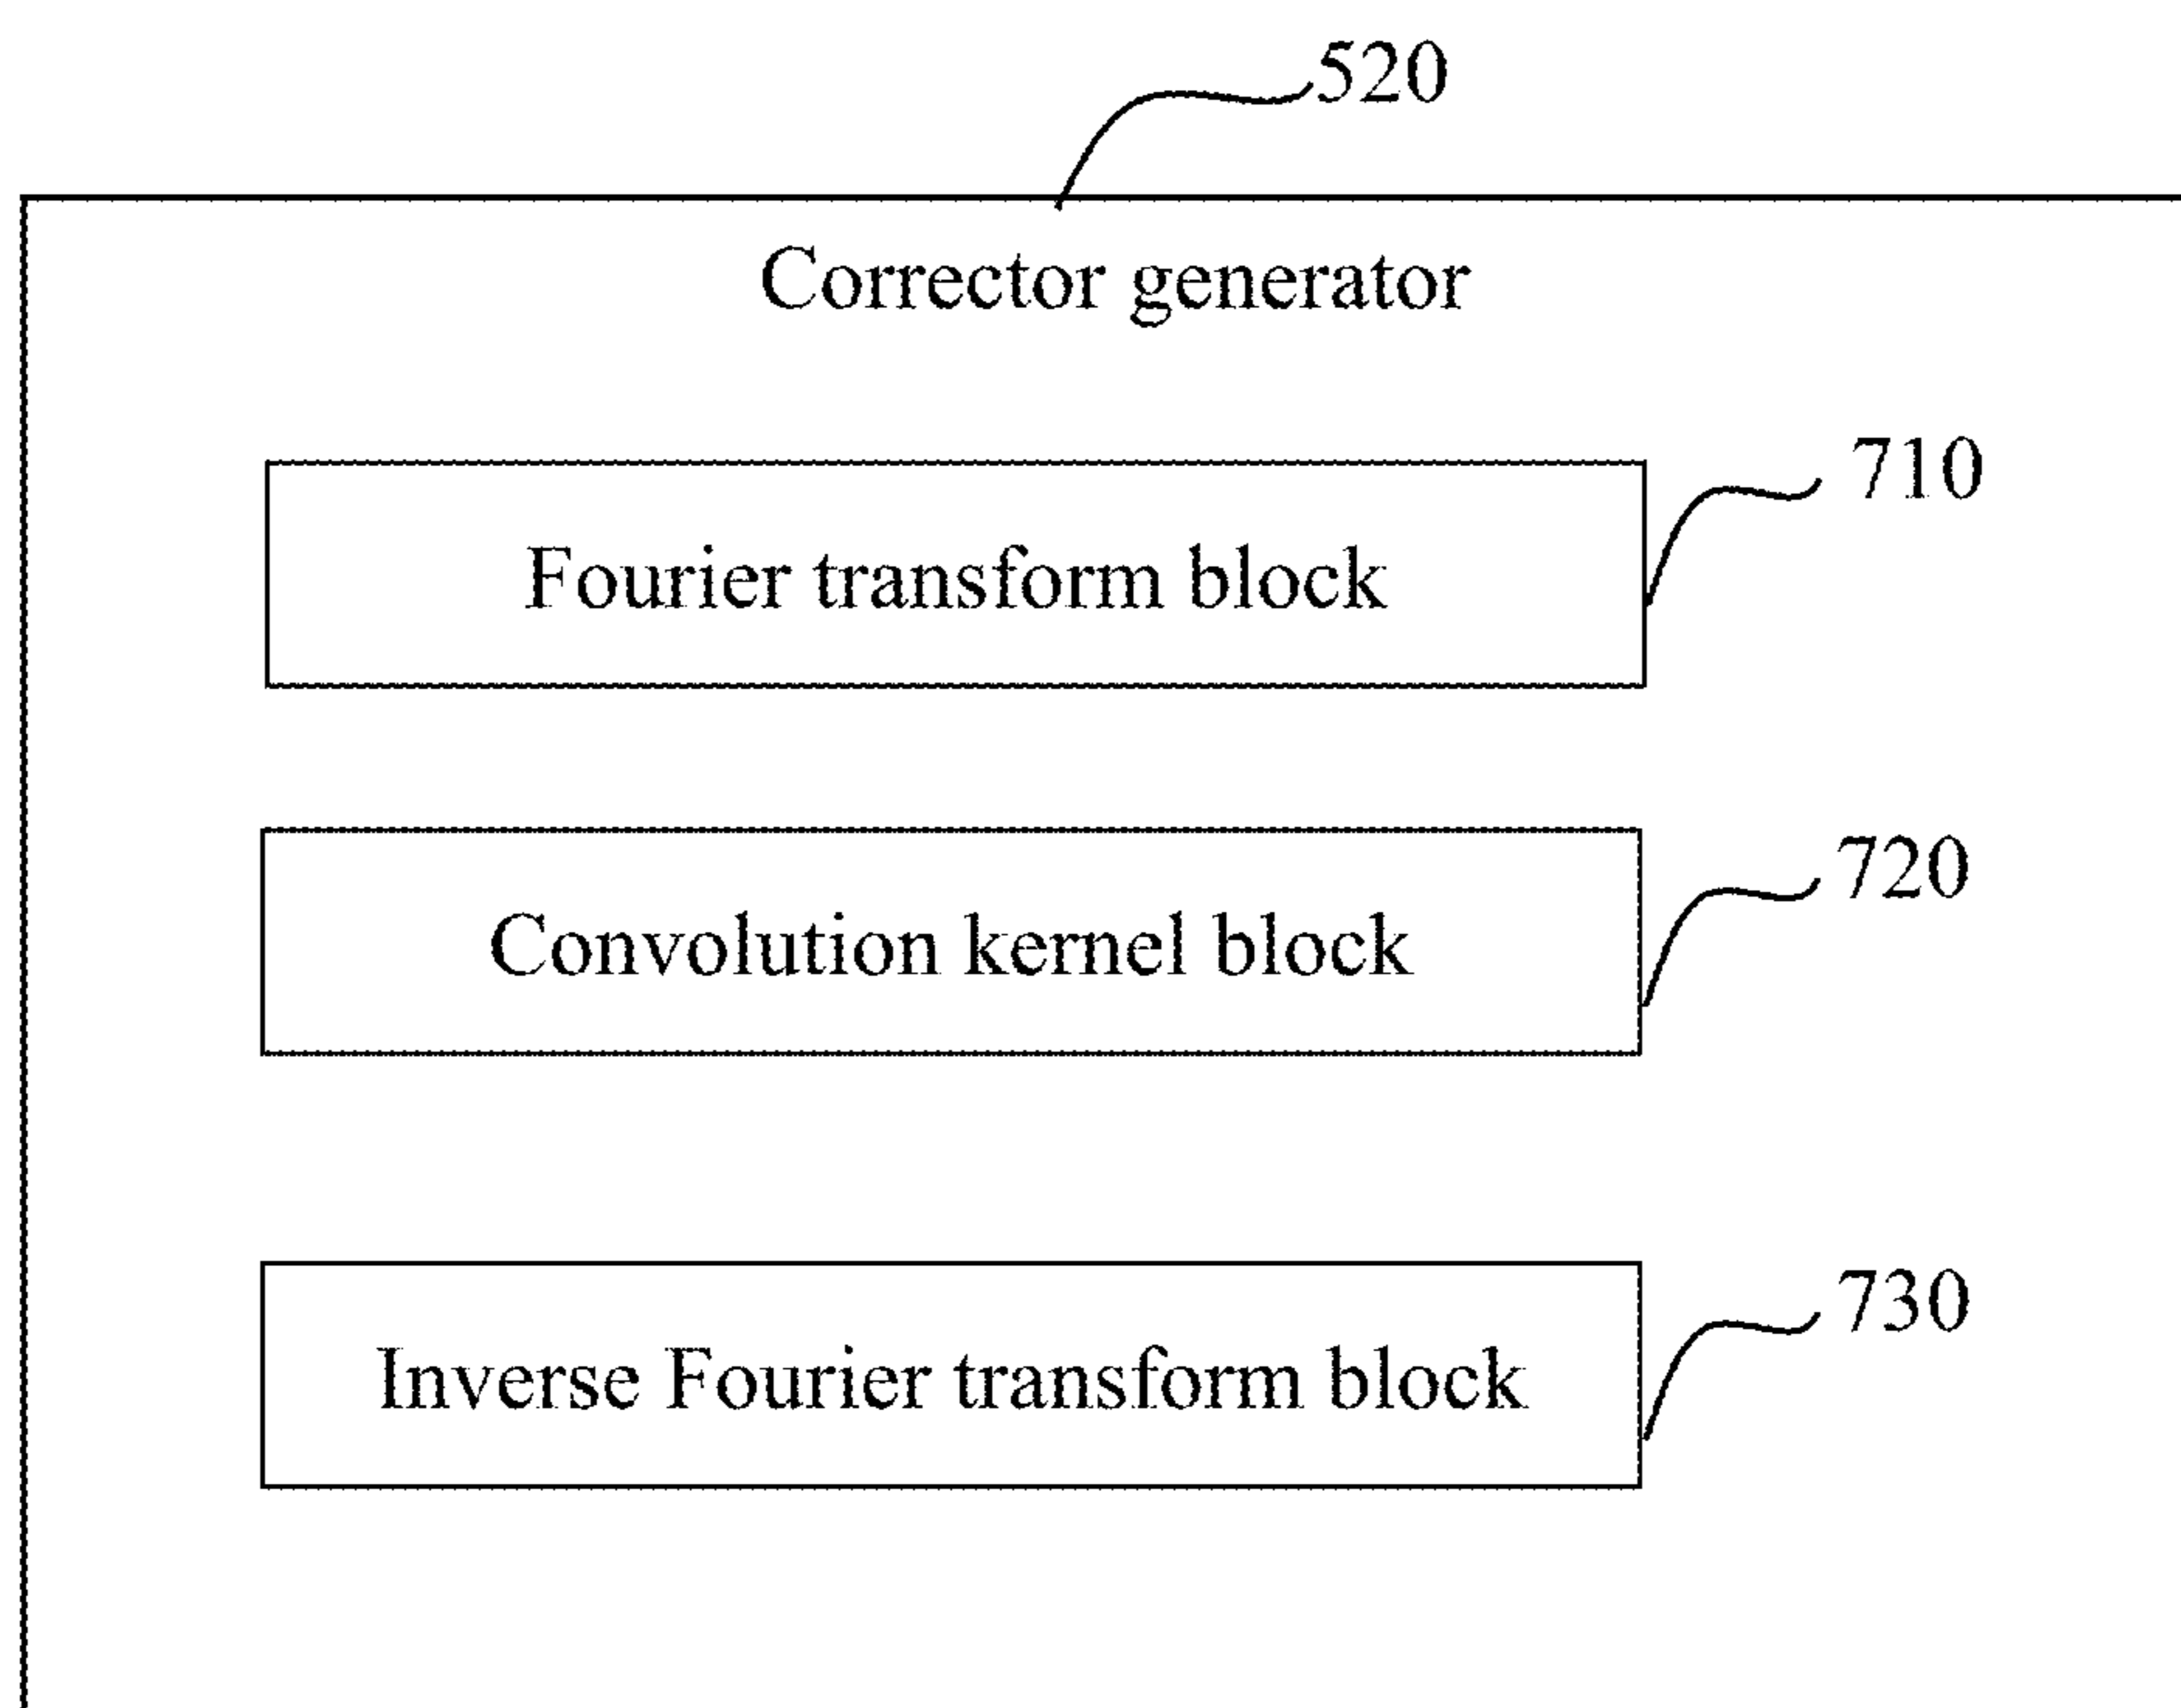 520
Corrector generator
710
Fourier transform block
720
Convolution kernel block
730
Inverse Fourier transform block